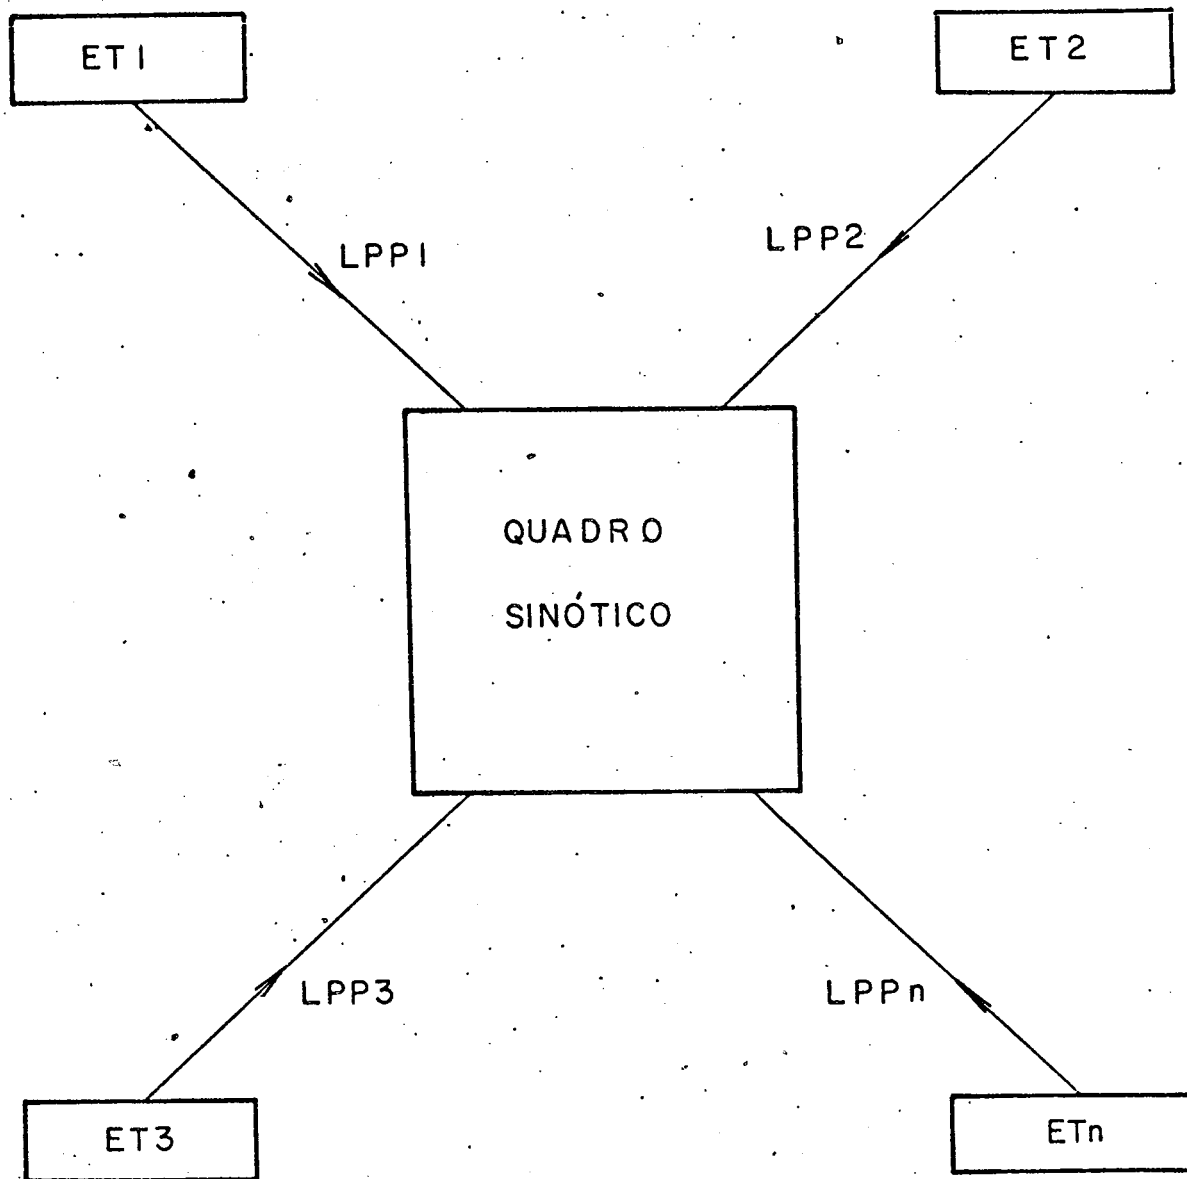 ET1
ET2
LPP1
LPP2
QUADRO
SINÓTICO
LPP3
LPPn
ET3
ETn